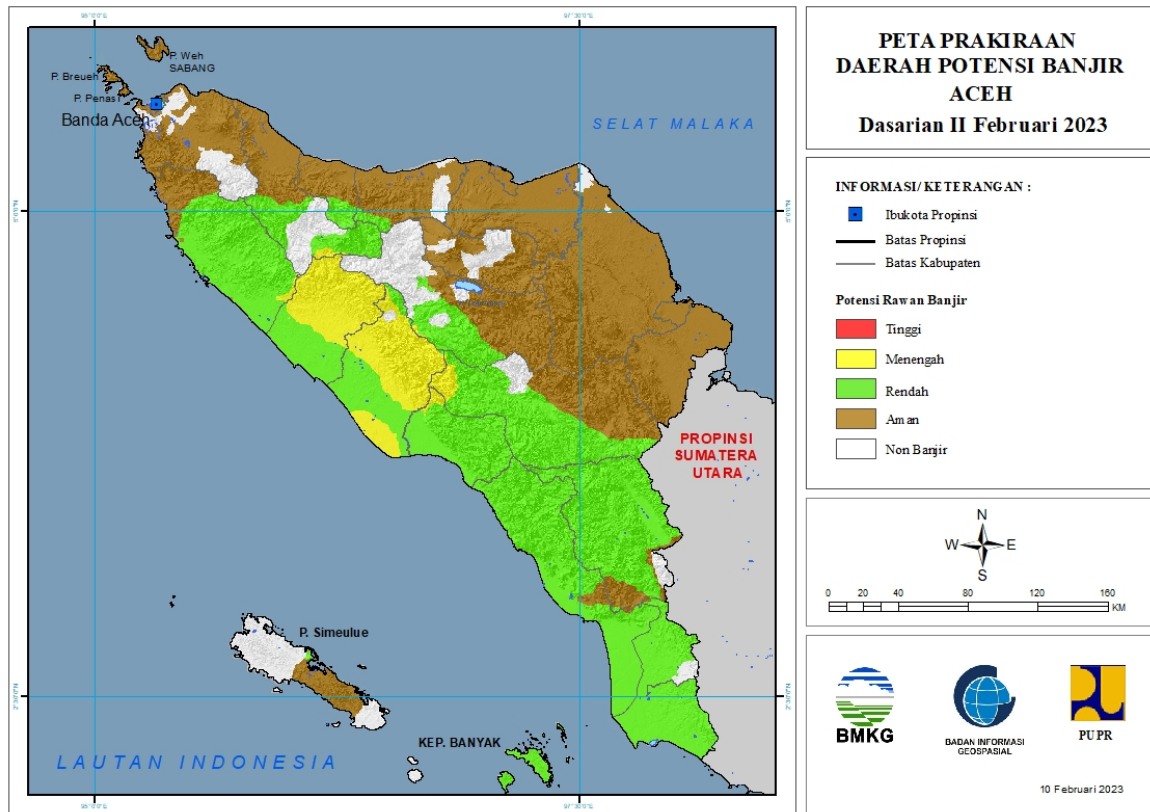 PETA PRAKIRAAN
DAERAH POTENSI BANJIR
ACEH
Dasarian II Februari 2023
INFORMASI/ KETERANGAN :
Ibukota Propinsi
Batas Propinsi
Batas Kabupaten
Potensi Rawan Banjir
Tinggi
Menengah
Rendah
Aman
Non Banjir
N
W E
S
0 20 40 80 120 160
KM
BMKG
BADAN INFORMASI
GEOSPASIAL
PUPR
10 Februari 2023
P. Weh
SABANG
P. Breueh
P. Penasi
Banda Aceh
SELAT MALAKA
PROPINSI
SUMATERA
UTARA
P. Simeulue
KEP. BANYAK
LAUTAN INDONESIA